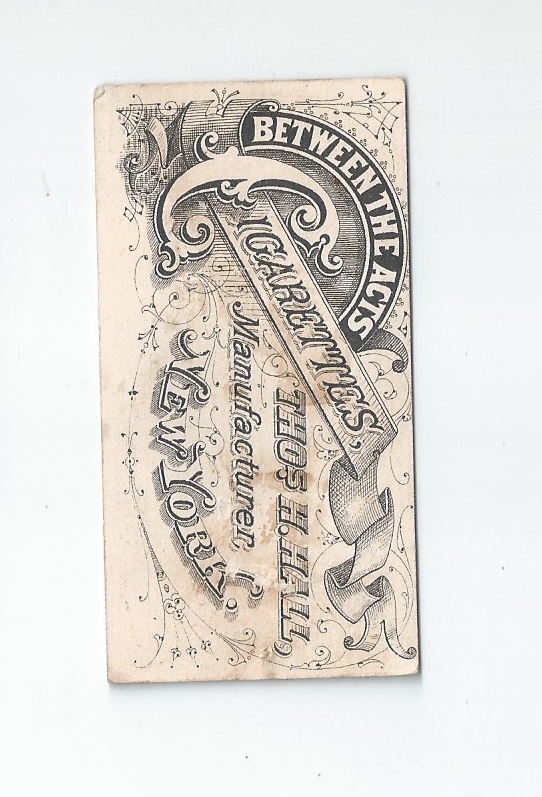 BETWEEN THE ACTS
CIGARETTES,
THOS H. HALL,
Manufacturer,
NEW YORK.